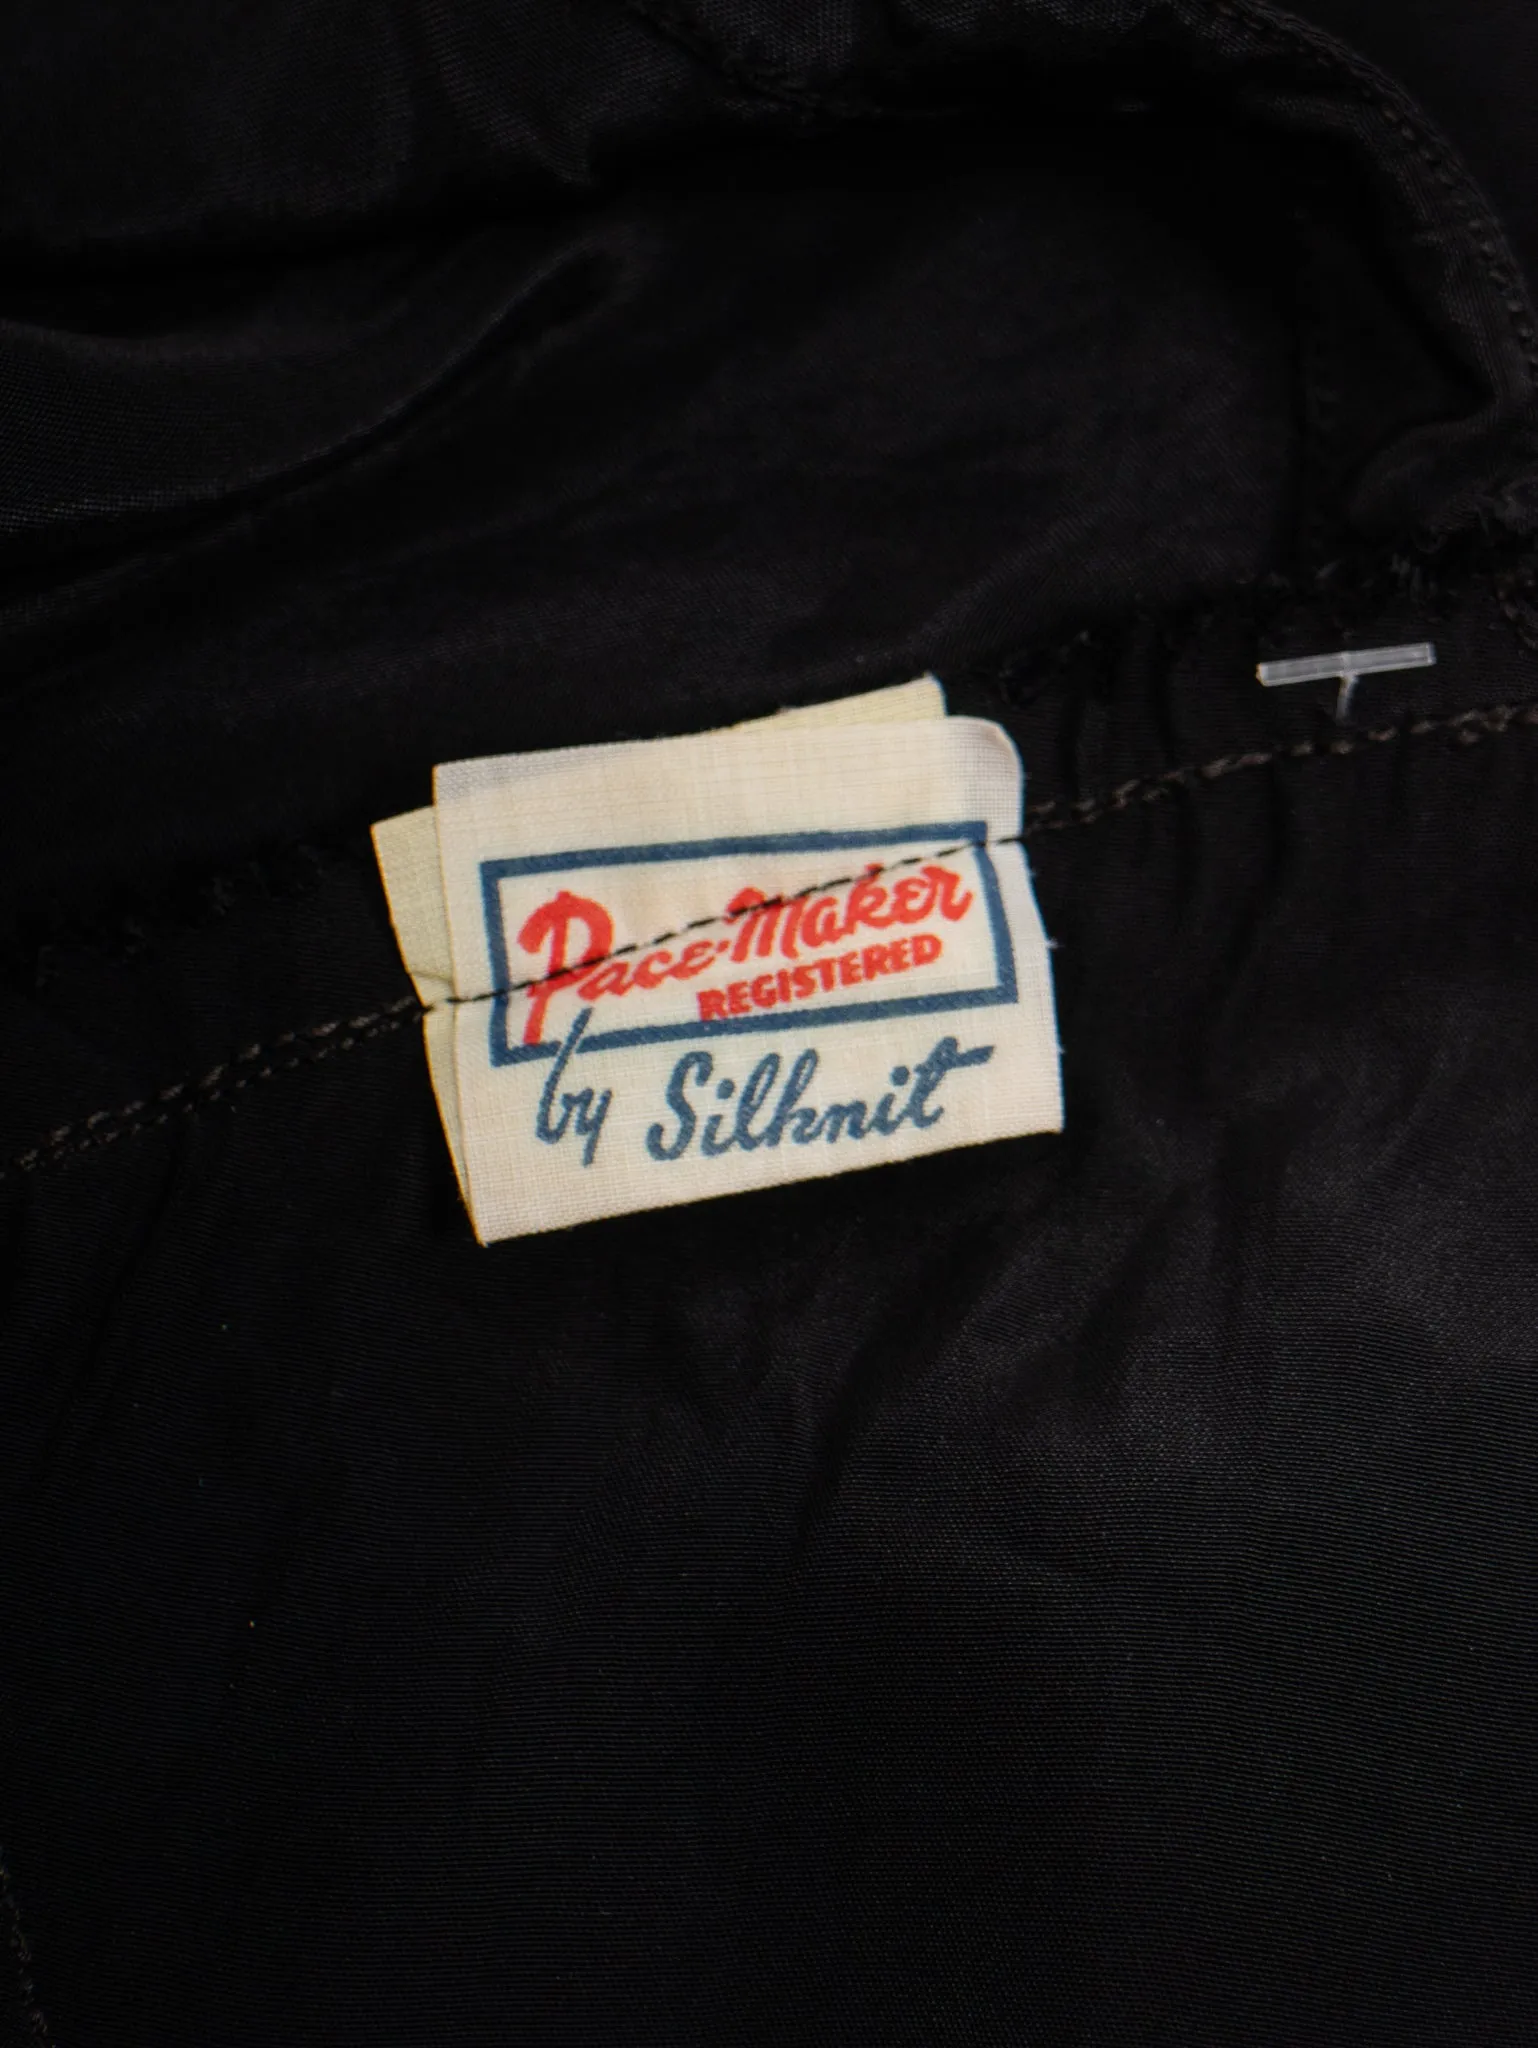 Pace-Maker
REGISTERED
by Silknit